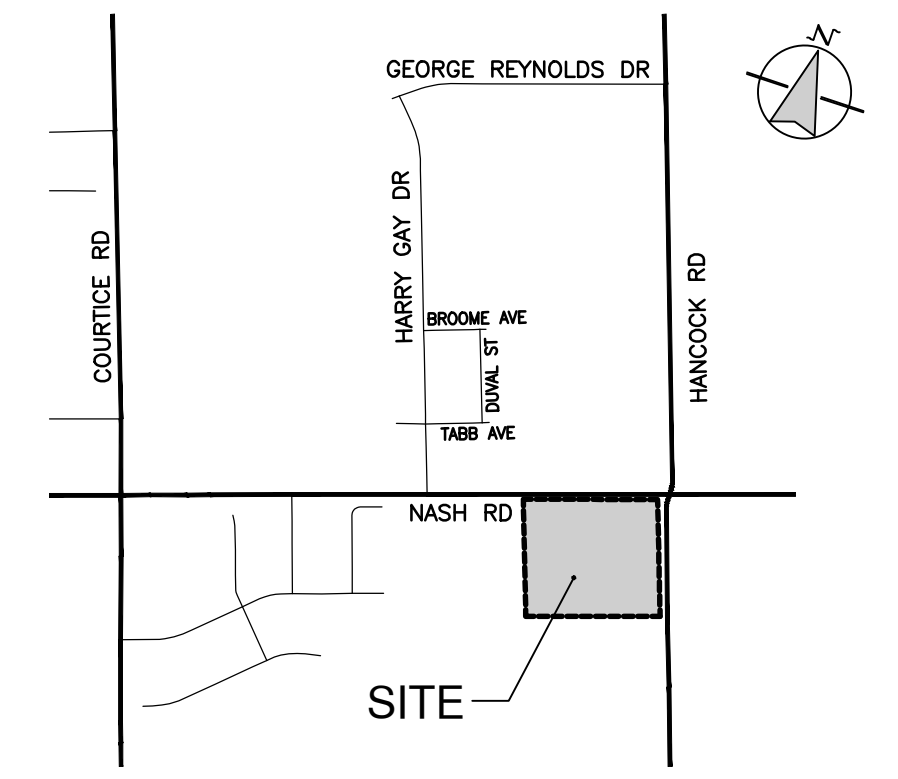 N
GEORGE REYNOLDS DR
HARRY GAY DR
COURTICE RD
HANCOCK RD
BROOME AVE
DUVAL ST
TABB AVE
NASH RD
SITE